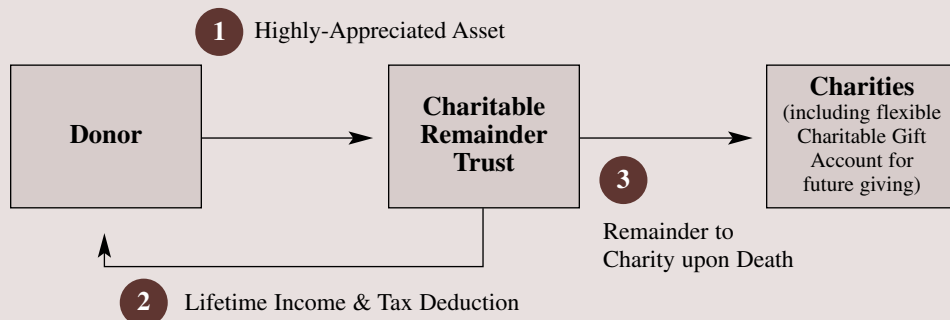 1 Highly-Appreciated Asset
Donor
Charitable
Remainder
Trust
Charities
(including flexible
Charitable Gift
Account for
future giving)
3
Remainder to
Charity upon Death
2 Lifetime Income & Tax Deduction